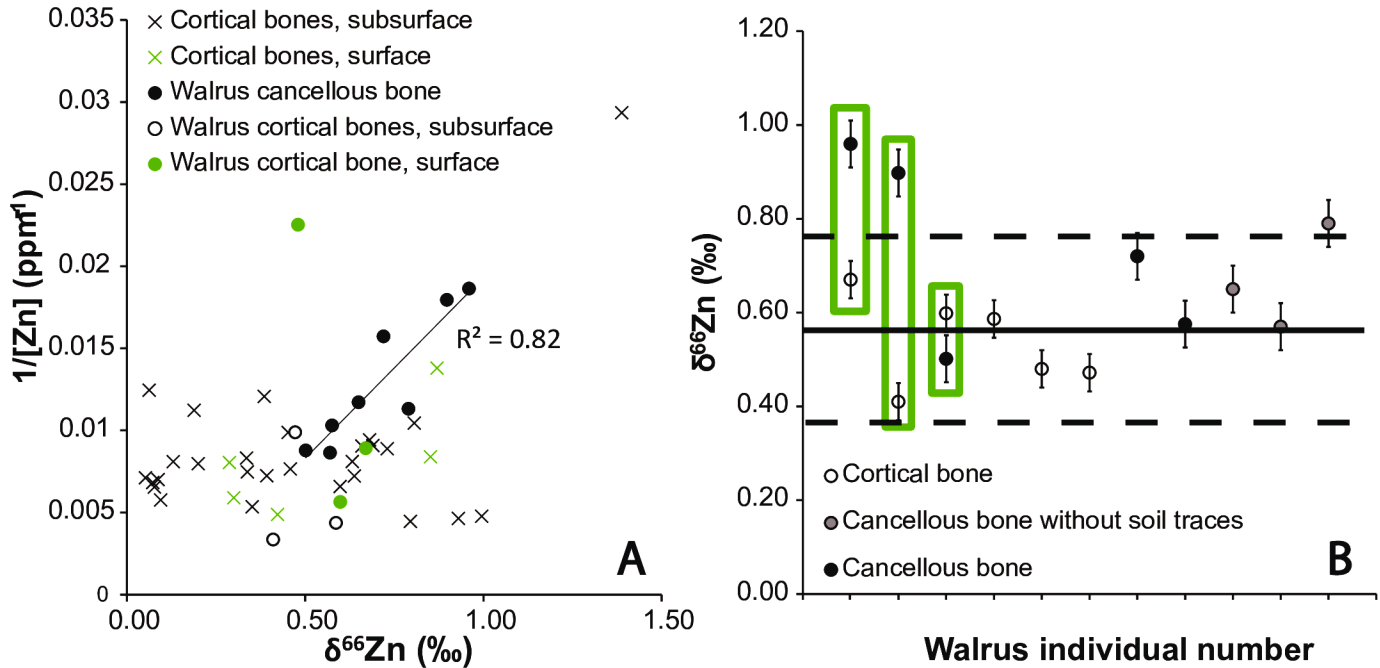 0.035
0.03
0.025
0.02
0.015
0.01
0.005
0
1/[Zn] (ppm⁻¹)
Cortical bones, subsurface
Cortical bones, surface
Walrus cancellous bone
Walrus cortical bones, subsurface
Walrus cortical bone, surface
R² = 0.82
A
0.00 0.50 1.00 1.50
δ⁶⁶Zn (‰)
1.20
1.00
0.80
0.60
0.40
0.20
0.00
δ⁶⁶Zn (‰)
Cortical bone
Cancellous bone without soil traces
Cancellous bone
B
Walrus individual number